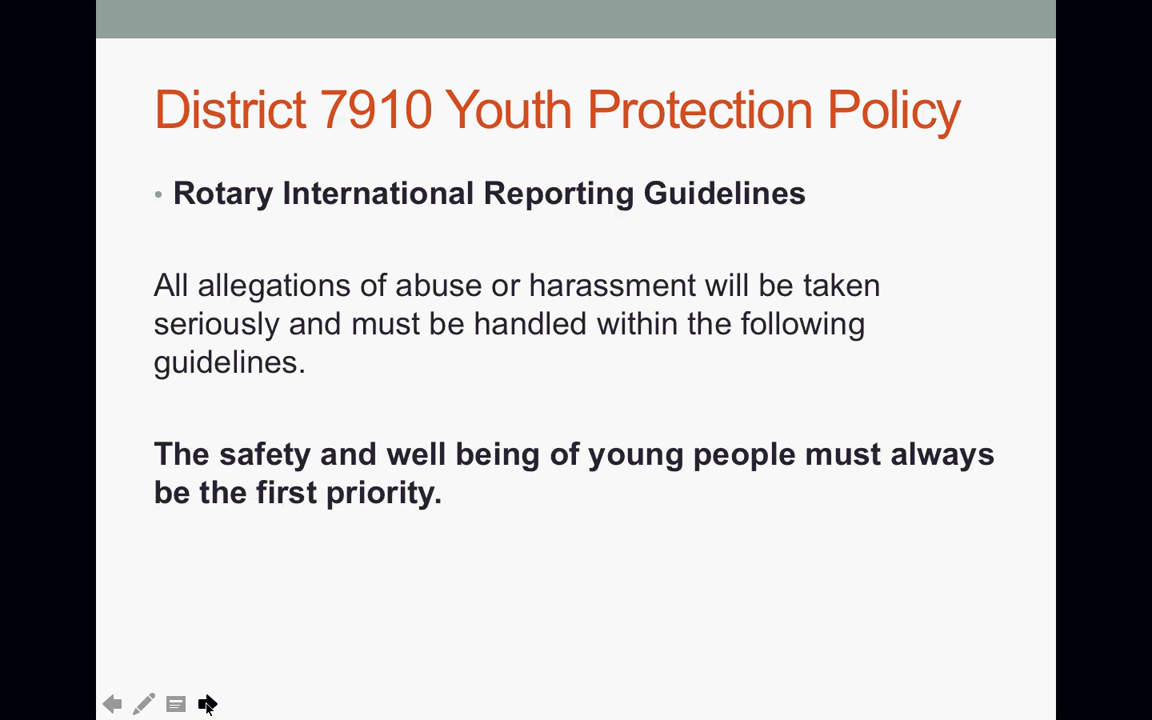 District 7910 Youth Protection Policy
• Rotary International Reporting Guidelines
All allegations of abuse or harassment will be taken
seriously and must be handled within the following
guidelines.
The safety and well being of young people must always
be the first priority.